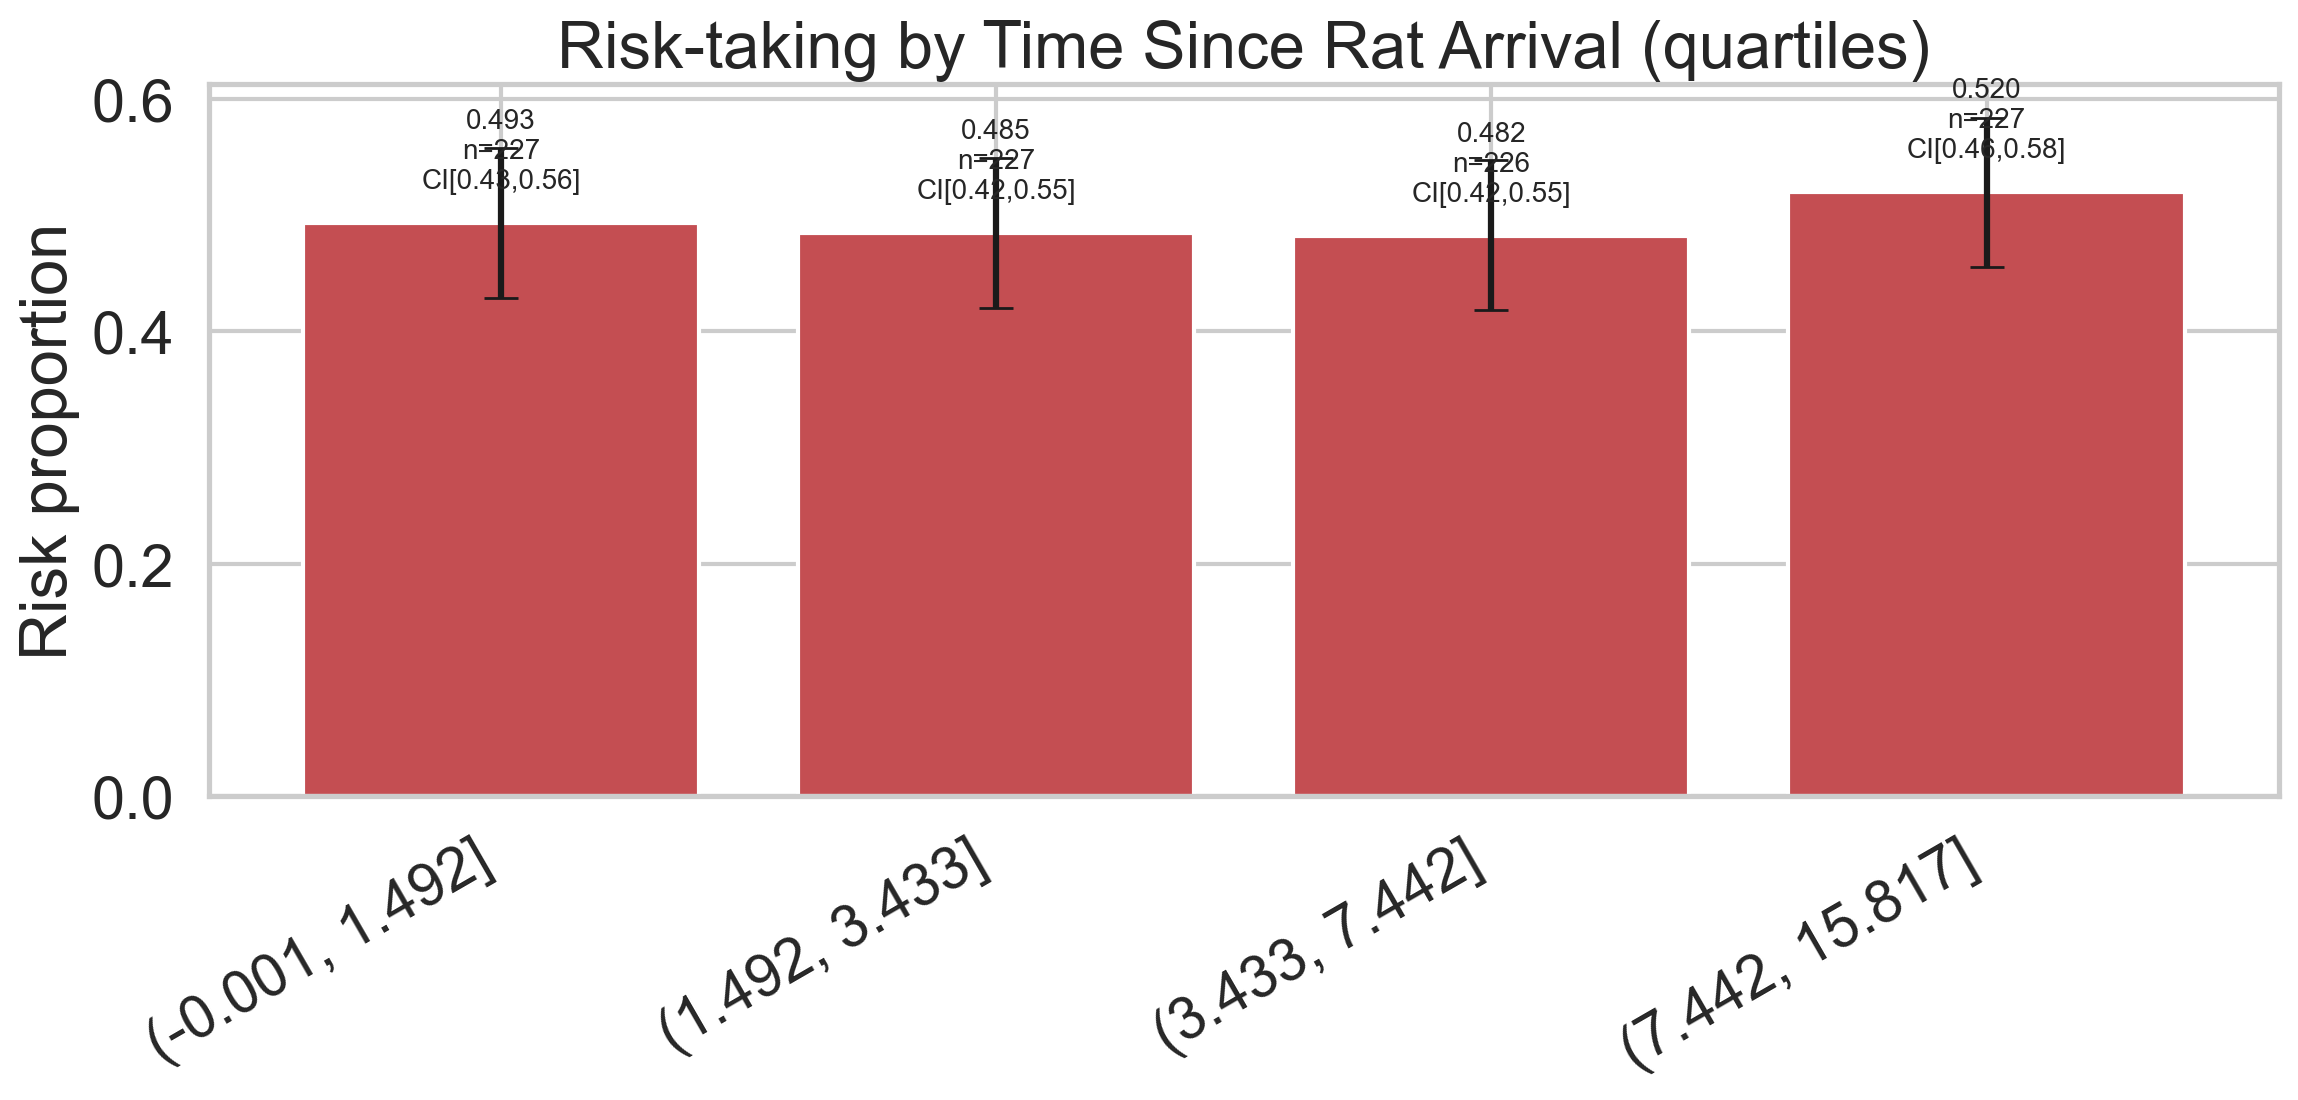 Risk-taking by Time Since Rat Arrival (quartiles)
Risk proportion
0.6
0.4
0.2
0.0
0.493
n=227
CI[0.43,0.56]
0.485
n=227
CI[0.42,0.55]
0.482
n=226
CI[0.42,0.55]
0.520
n=227
CI[0.46,0.58]
(-0.001, 1.492]
(1.492, 3.433]
(3.433, 7.442]
(7.442, 15.817]